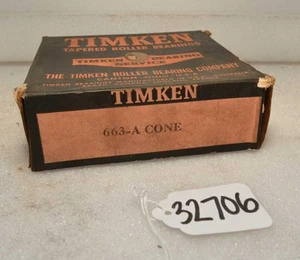 TIMKEN
TAPERED ROLLER BEARINGS
TIMKEN BEARING
SERVICE
THE TIMKEN ROLLER BEARING COMPANY
TIMKEN
663-A CONE
32706